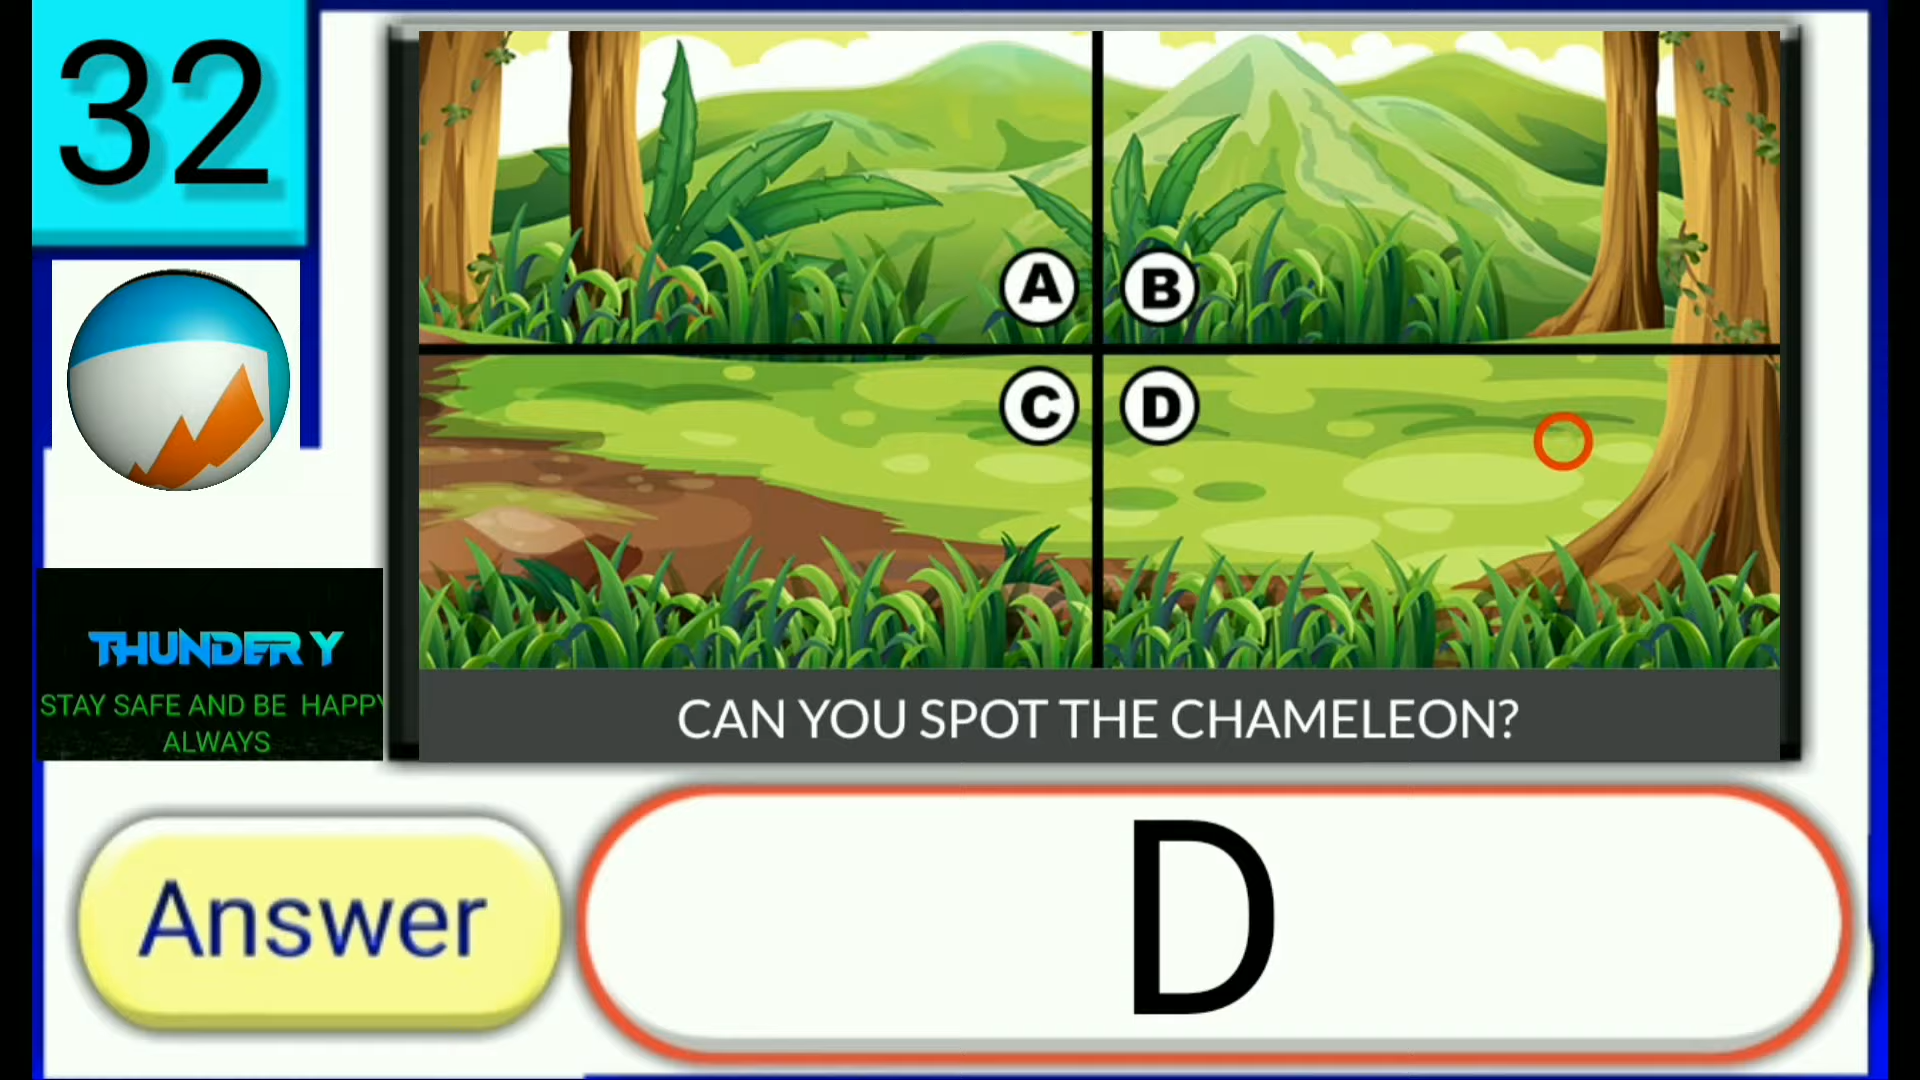 32
A
B
C
D
THUNDER Y
STAY SAFE AND BE HAPPY
ALWAYS
CAN YOU SPOT THE CHAMELEON?
Answer
D